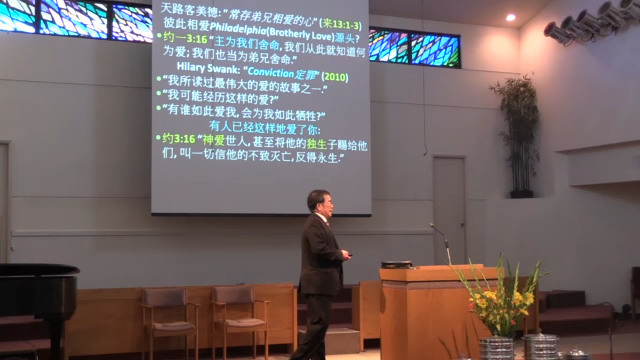 天路客美德: “常存弟兄相爱的心” (来13:1-3)
彼此相爱Philadelphia(Brotherly Love)源头?
•约一3:16 “主为我们舍命, 我们从此就知道何
为爱; 我们也当为弟兄舍命.”
Hilary Swank: “Conviction定罪” (2010)
•“我所读过最伟大的爱的故事之一.”
•“我可能经历这样的爱?”
•“有谁如此爱我, 会为我如此牺牲?”
有人已经这样地爱了你:
•约3:16 “神爱世人, 甚至将他的独生子赐给他
们, 叫一切信他的不致灭亡, 反得永生.”